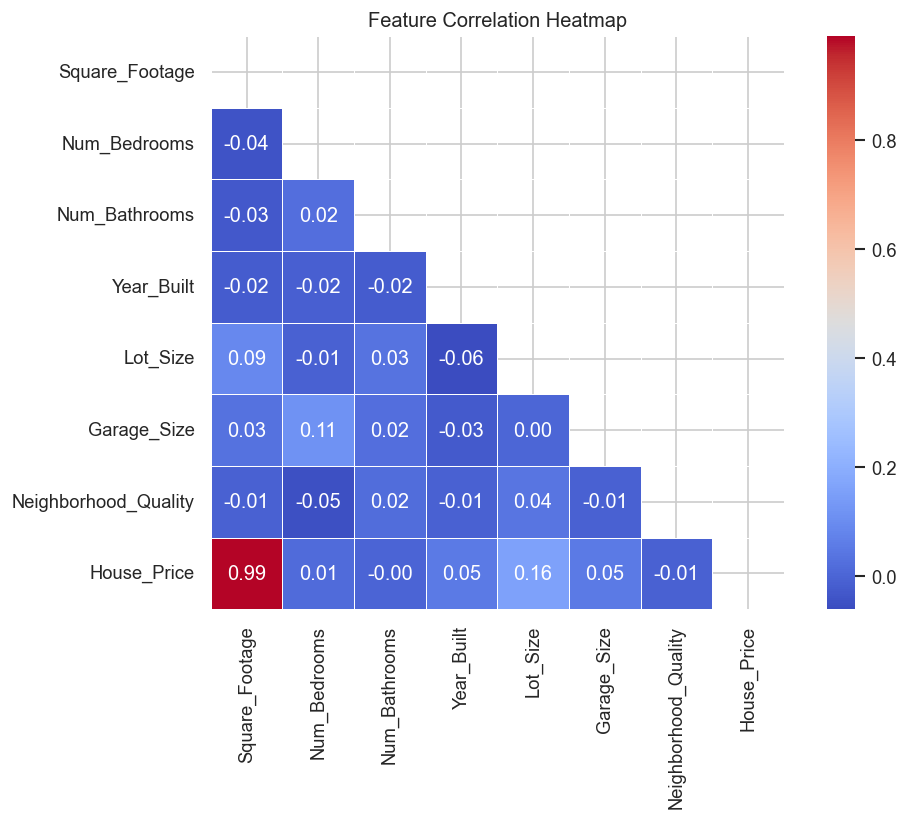 Feature Correlation Heatmap
Square_Footage
Num_Bedrooms -0.04
Num_Bathrooms -0.03 0.02
Year_Built -0.02 -0.02 -0.02
Lot_Size 0.09 -0.01 0.03 -0.06
Garage_Size 0.03 0.11 0.02 -0.03 0.00
Neighborhood_Quality -0.01 -0.05 0.02 -0.01 0.04 -0.01
House_Price 0.99 0.01 -0.00 0.05 0.16 0.05 -0.01
Square_Footage
Num_Bedrooms
Num_Bathrooms
Year_Built
Lot_Size
Garage_Size
Neighborhood_Quality
House_Price
0.8
0.6
0.4
0.2
0.0